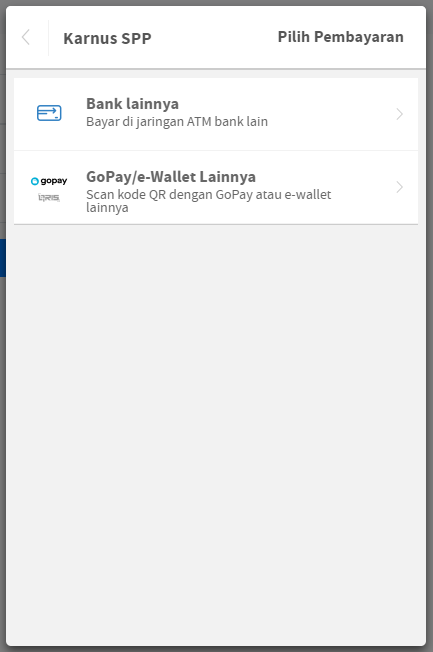 Karnus SPP
Pilih Pembayaran
Bank lainnya
Bayar di jaringan ATM bank lain
gopay
GoPay/e-Wallet Lainnya
Scan kode QR dengan GoPay atau e-wallet
lainnya
QRIS